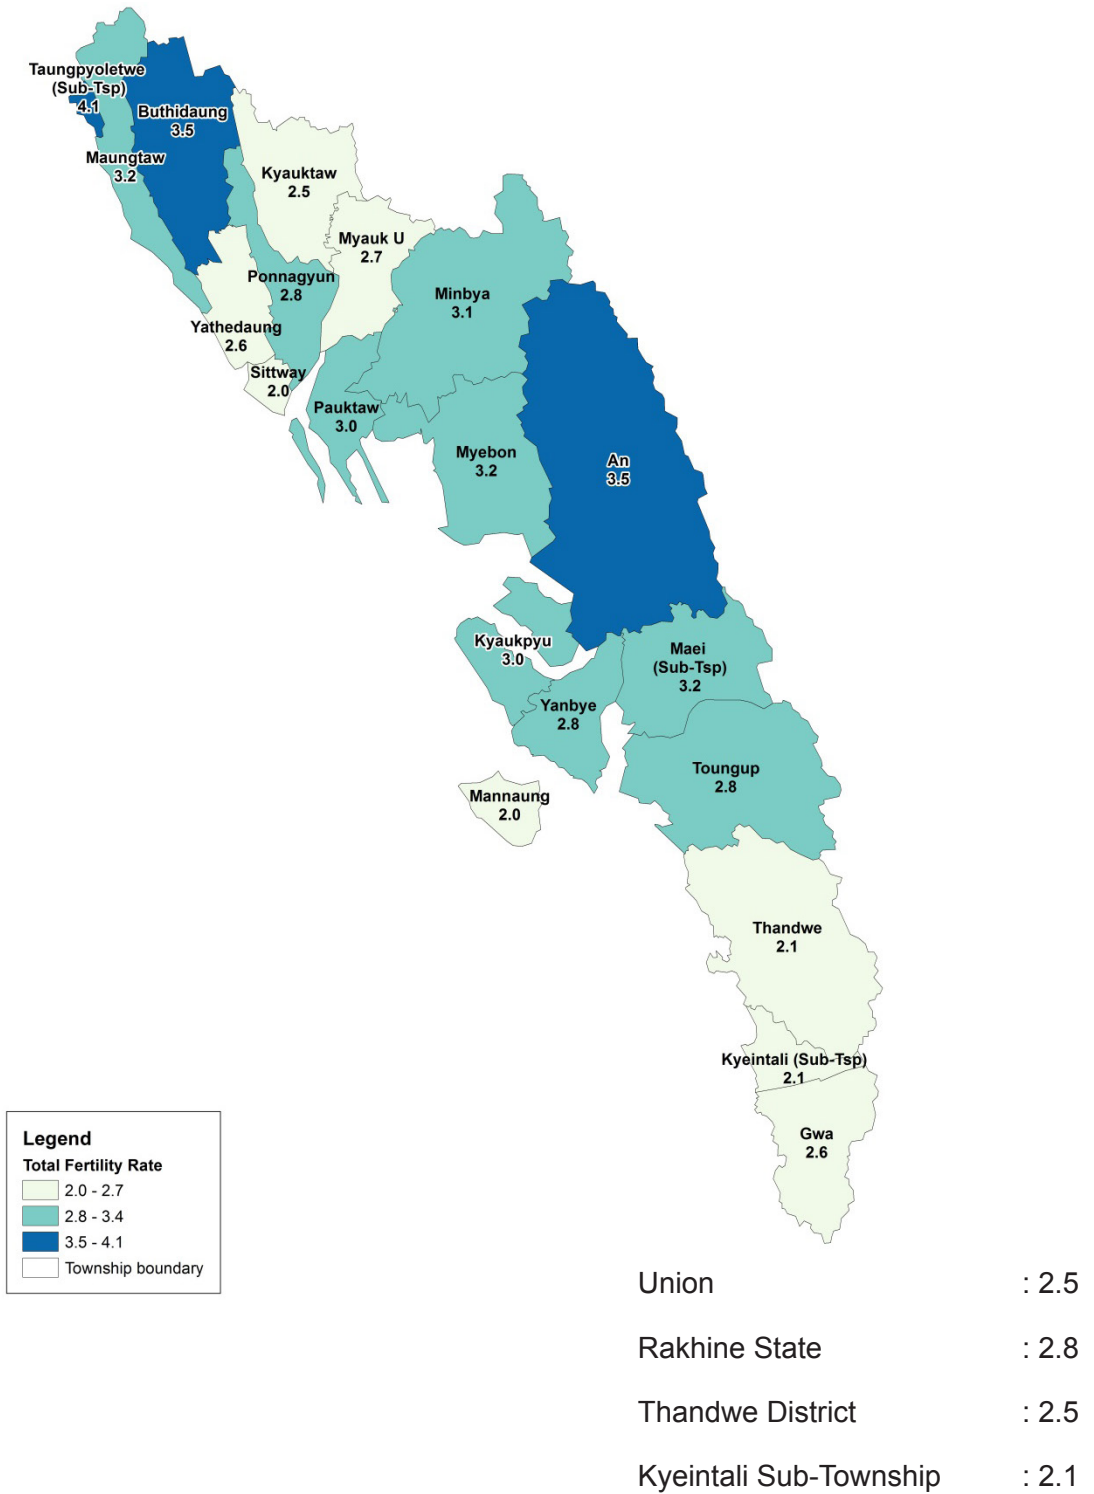 Taungpyoletwe
(Sub-Tsp)
4.1
Buthidaung
3.5
Maungtaw
3.2
Kyauktaw
2.5
Myauk U
2.7
Ponnagyun
2.8
Minbya
3.1
Yathedaung
2.6
Sittway
2.0
Pauktaw
3.0
Myebon
3.2
An
3.5
Kyaukpyu
3.0
Maei
(Sub-Tsp)
3.2
Yanbye
2.8
Toungup
2.8
Mannaung
2.0
Thandwe
2.1
Kyeintali (Sub-Tsp)
2.1
Gwa
2.6
Legend
Total Fertility Rate
2.0 - 2.7
2.8 - 3.4
3.5 - 4.1
Township boundary
Union : 2.5
Rakhine State : 2.8
Thandwe District : 2.5
Kyeintali Sub-Township : 2.1